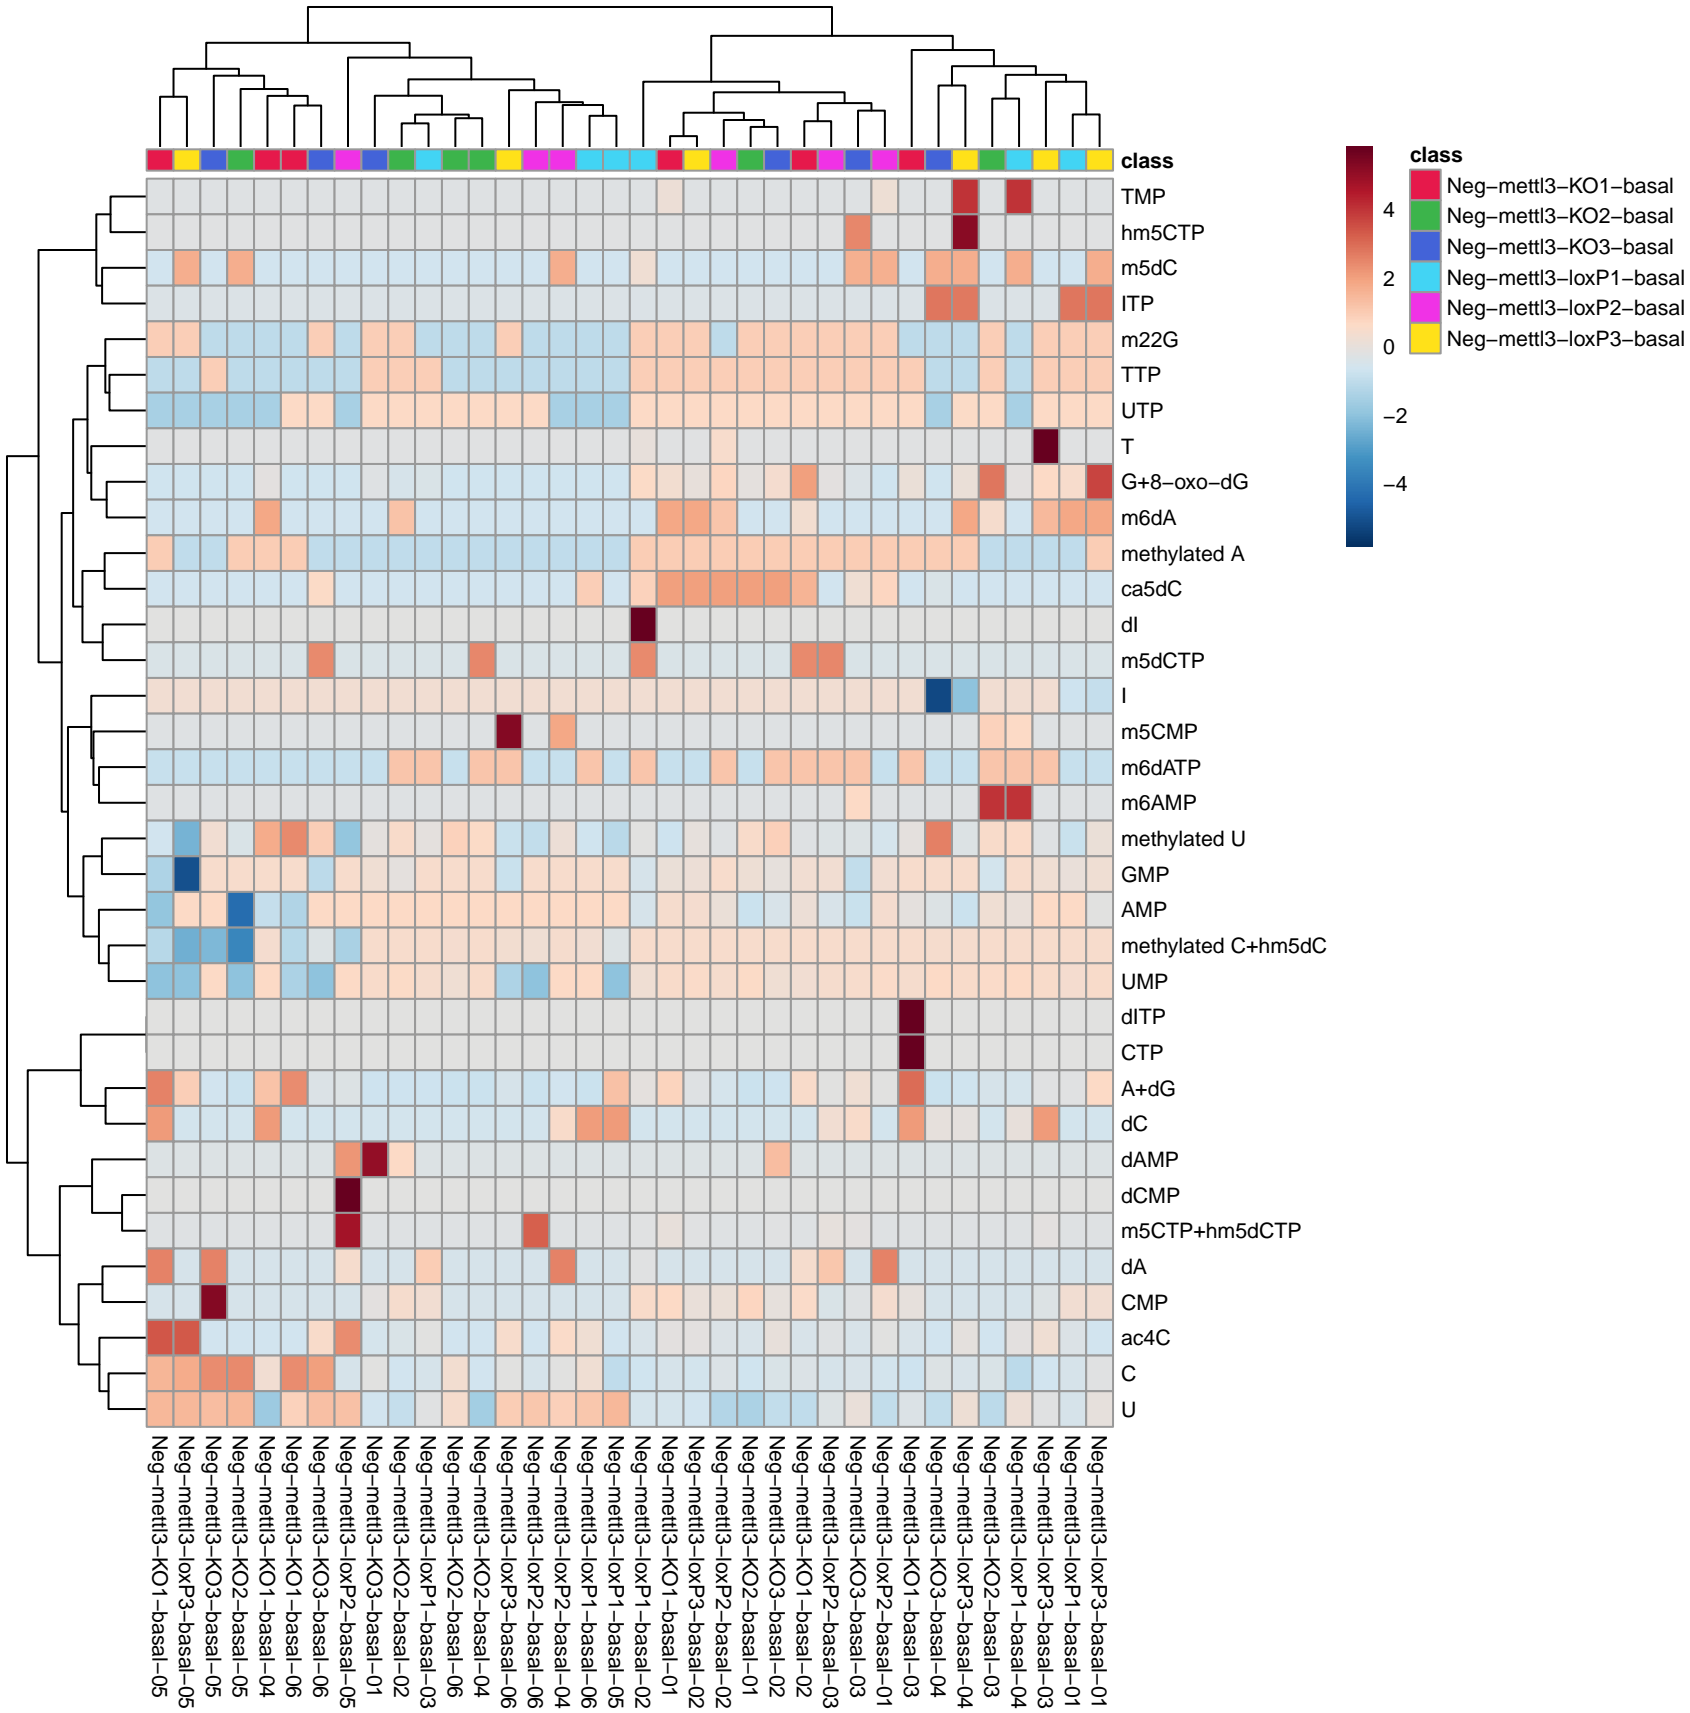 class
TMP
hm5CTP
m5dC
ITP
m22G
TTP
UTP
T
G+8−oxo−dG
m6dA
methylated A
ca5dC
dI
m5dCTP
I
m5CMP
m6dATP
m6AMP
methylated U
GMP
AMP
methylated C+hm5dC
UMP
dITP
CTP
A+dG
dC
dAMP
dCMP
m5CTP+hm5dCTP
dA
CMP
ac4C
C
U
4
2
0
−2
−4
class
Neg−mettl3−KO1−basal
Neg−mettl3−KO2−basal
Neg−mettl3−KO3−basal
Neg−mettl3−loxP1−basal
Neg−mettl3−loxP2−basal
Neg−mettl3−loxP3−basal
Neg−mettl3−KO1−basal−05
Neg−mettl3−loxP3−basal−05
Neg−mettl3−KO3−basal−05
Neg−mettl3−KO2−basal−05
Neg−mettl3−KO1−basal−04
Neg−mettl3−KO1−basal−06
Neg−mettl3−KO3−basal−06
Neg−mettl3−loxP2−basal−05
Neg−mettl3−KO3−basal−01
Neg−mettl3−KO2−basal−02
Neg−mettl3−loxP1−basal−03
Neg−mettl3−KO2−basal−06
Neg−mettl3−KO2−basal−04
Neg−mettl3−loxP3−basal−06
Neg−mettl3−loxP2−basal−06
Neg−mettl3−loxP2−basal−04
Neg−mettl3−loxP1−basal−06
Neg−mettl3−loxP1−basal−05
Neg−mettl3−loxP1−basal−02
Neg−mettl3−KO1−basal−01
Neg−mettl3−loxP3−basal−02
Neg−mettl3−loxP2−basal−02
Neg−mettl3−KO2−basal−01
Neg−mettl3−KO3−basal−02
Neg−mettl3−KO1−basal−02
Neg−mettl3−loxP2−basal−03
Neg−mettl3−KO3−basal−03
Neg−mettl3−loxP2−basal−01
Neg−mettl3−KO1−basal−03
Neg−mettl3−KO3−basal−04
Neg−mettl3−loxP3−basal−04
Neg−mettl3−KO2−basal−03
Neg−mettl3−loxP1−basal−04
Neg−mettl3−loxP3−basal−03
Neg−mettl3−loxP1−basal−01
Neg−mettl3−loxP3−basal−01